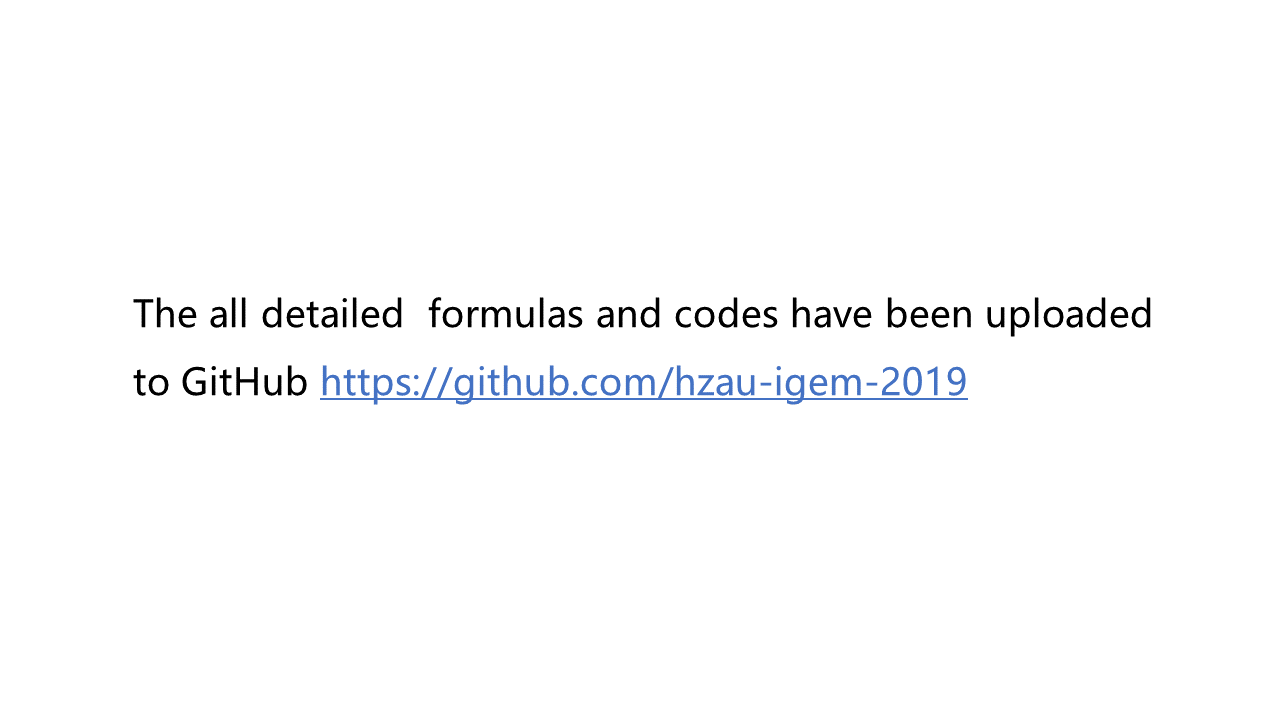 The all detailed  formulas and codes have been uploaded
to GitHub https://github.com/hzau-igem-2019